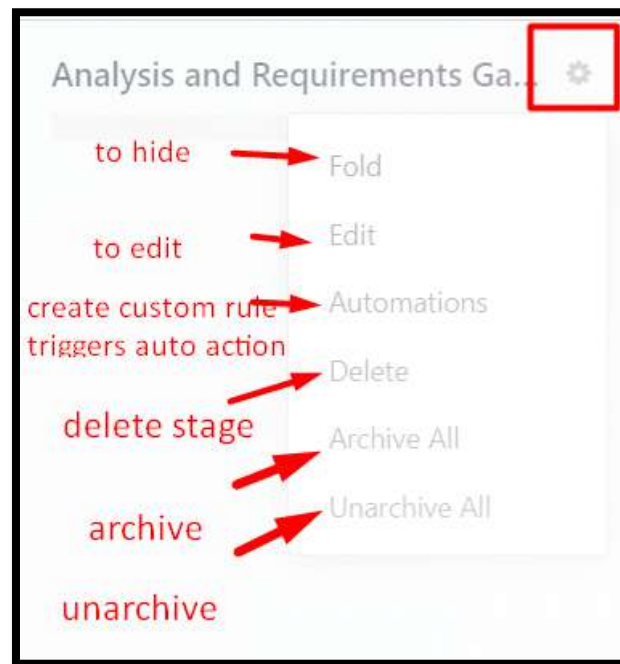 Analysis and Requirements Ga...
to hide
Fold
to edit
Edit
create custom rule
triggers auto action
Automations
delete stage
Delete
archive
Archive All
unarchive
Unarchive All